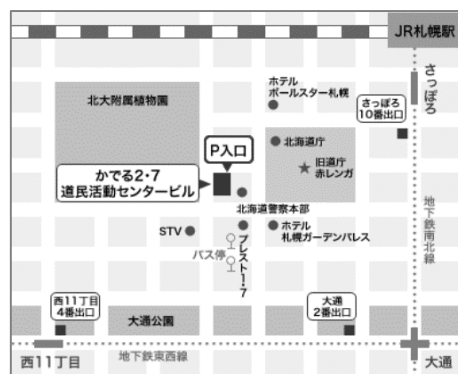 JR札幌駅
さっぽろ
ホテル
ポールスター札幌
北大附属植物園
さっぽろ
10番出口
P入口
北海道庁
旧道庁
赤レンガ
かでる2・7
道民活動センタービル
北海道警察本部
STV
ホテル
札幌ガーデンパレス
バス停
プレスト1・7
地下鉄南北線
西11丁目
4番出口
大通公園
大通
2番出口
地下鉄東西線
西11丁目
大通